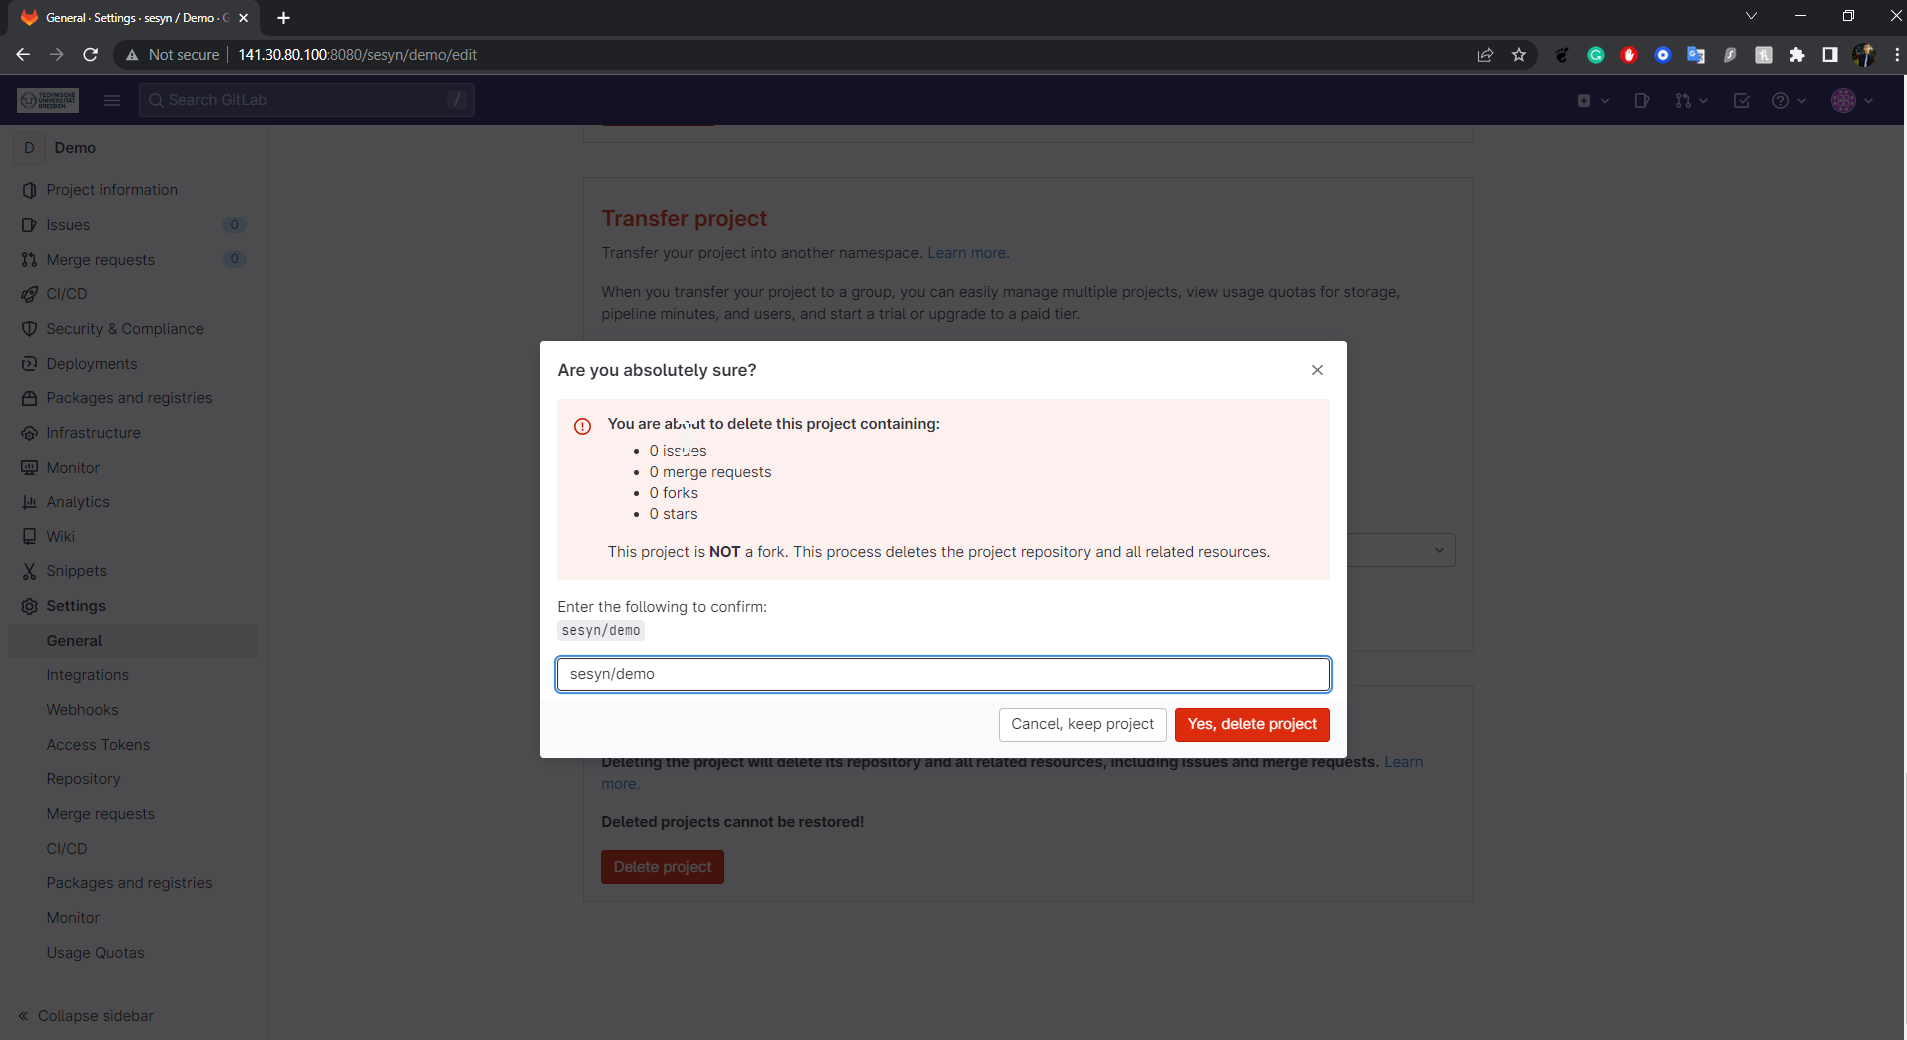 General · Settings · sesyn / Demo ·
Not secure
141.30.80.100:8080/sesyn/demo/edit
TECHNISCHE
UNIVERSITÄT
DRESDEN
Search GitLab
/
D
Demo
Project information
Issues
0
Merge requests
0
CI/CD
Security & Compliance
Deployments
Packages and registries
Infrastructure
Monitor
Analytics
Wiki
Snippets
Settings
General
Integrations
Webhooks
Access Tokens
Repository
Merge requests
CI/CD
Packages and registries
Monitor
Usage Quotas
Collapse sidebar
Transfer project
Transfer your project into another namespace. Learn more.
When you transfer your project to a group, you can easily manage multiple projects, view usage quotas for storage,
pipeline minutes, and users, and start a trial or upgrade to a paid tier.
Are you absolutely sure?
You are about to delete this project containing:
• 0 issues
• 0 merge requests
• 0 forks
• 0 stars
This project is NOT a fork. This process deletes the project repository and all related resources.
Enter the following to confirm:
sesyn/demo
sesyn/demo
Cancel, keep project
Yes, delete project
Deleting the project will delete its repository and all related resources, including issues and merge requests. Learn
more.
Deleted projects cannot be restored!
Delete project